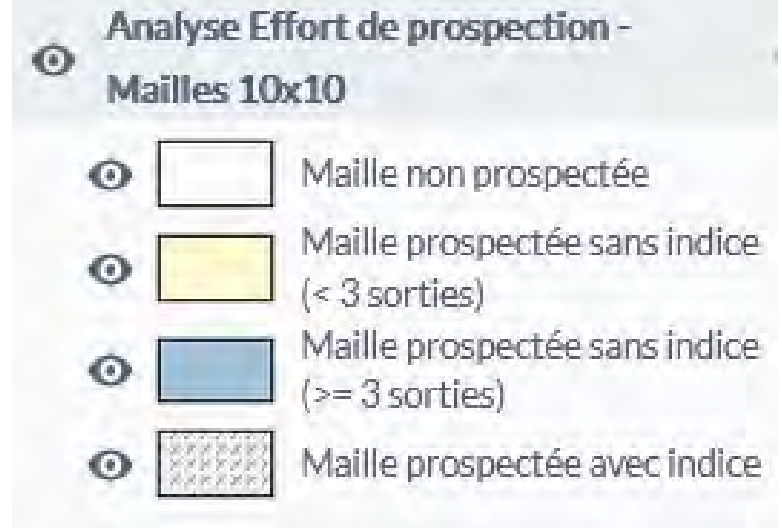 Analyse Effort de prospection -
Mailles 10x10
Maille non prospectée
Maille prospectée sans indice
(< 3 sorties)
Maille prospectée sans indice
(>= 3 sorties)
Maille prospectée avec indice